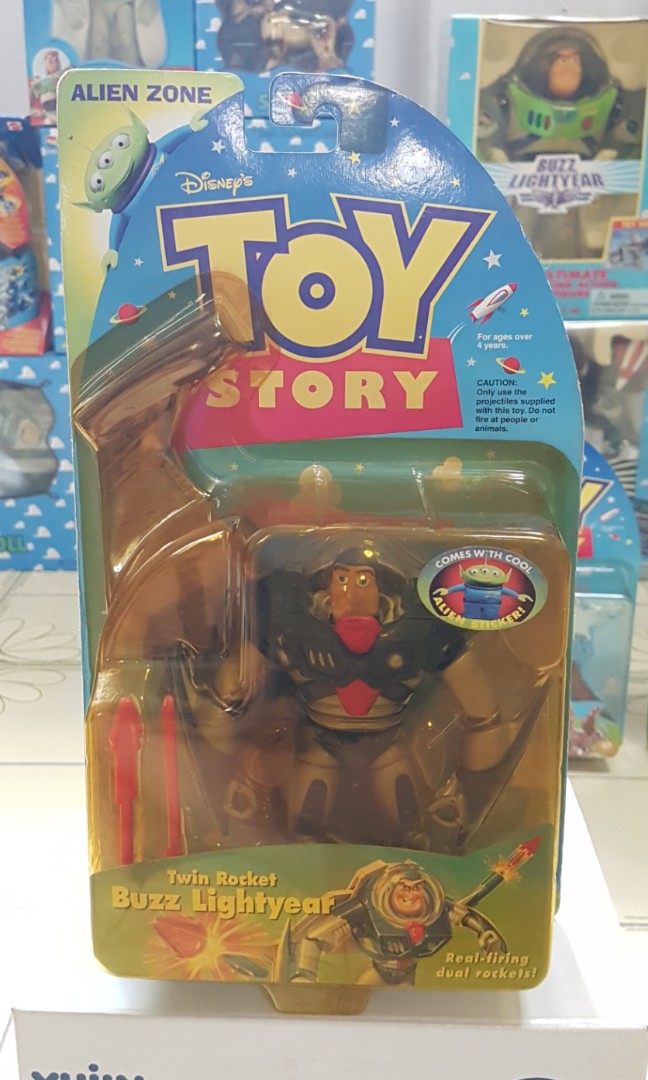 ALIEN ZONE
DISNEY'S
TOY
STORY
For ages over
4 years.
CAUTION:
Only use the
projectiles supplied
with this toy. Do not
fire at people or
animals.
COMES WITH COOL
ALIEN STICKER!
Twin Rocket
Buzz Lightyear
Real-firing
dual rockets!
BUZZ
LIGHTYEAR